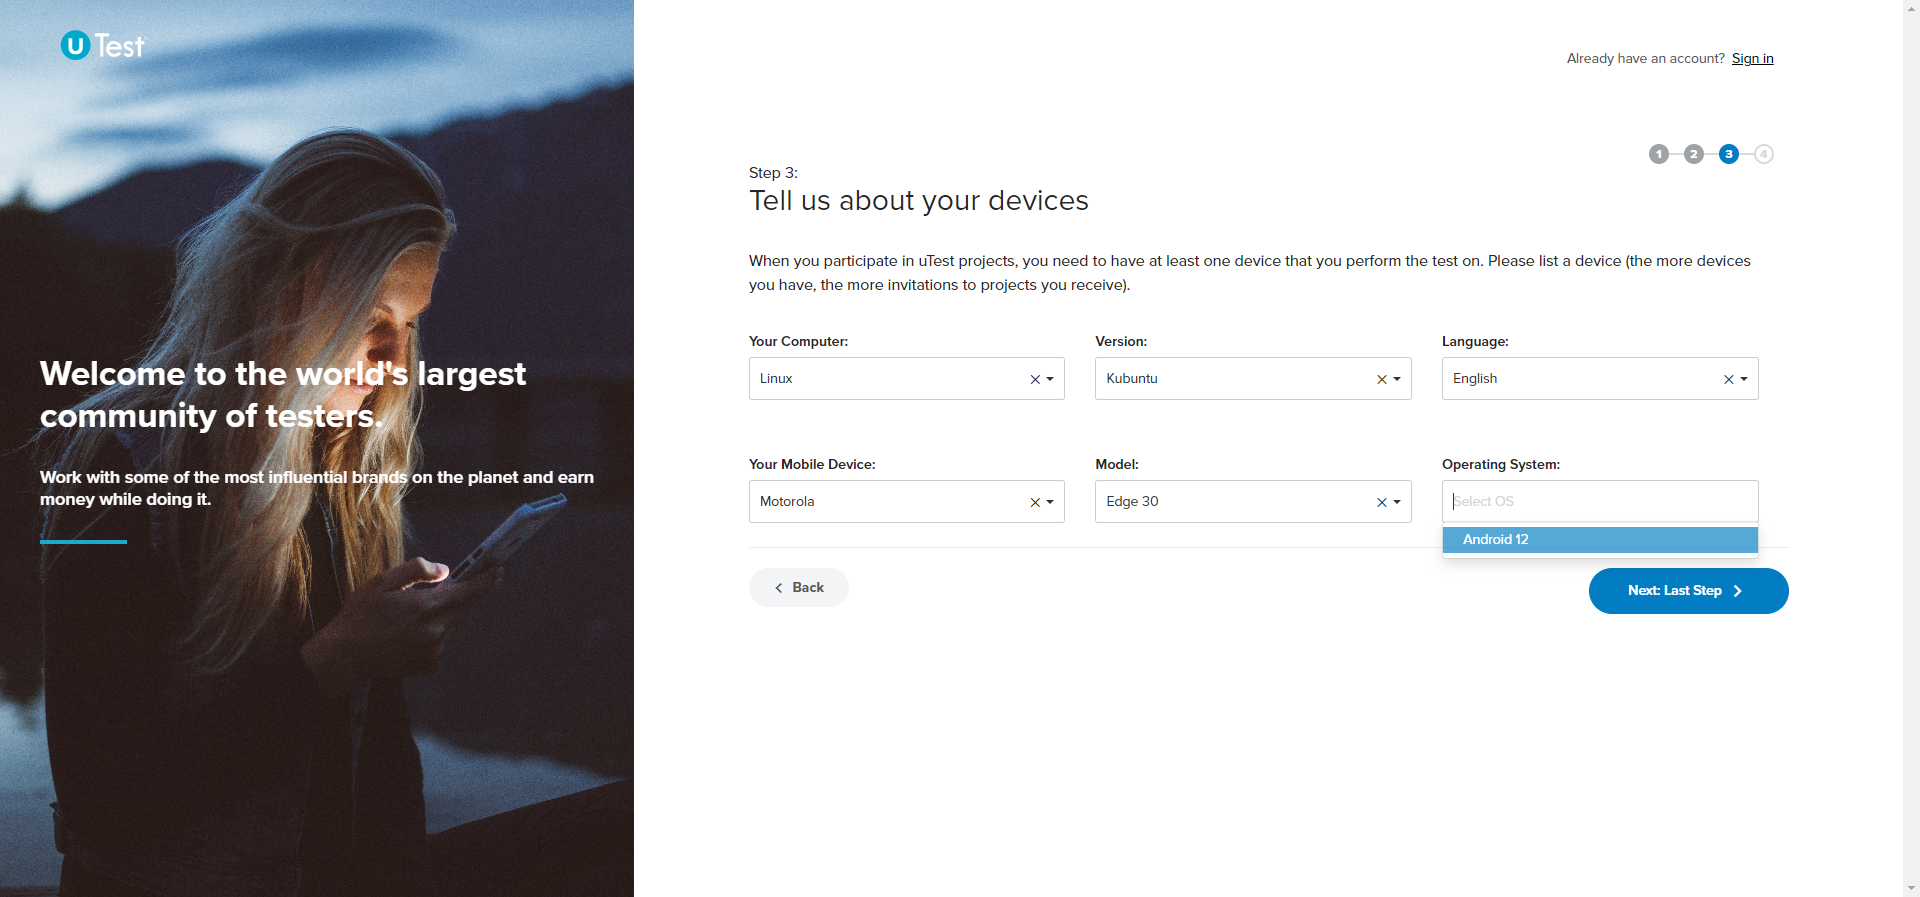 U Test
Already have an account? Sign in
1 2 3 4
Step 3:
Tell us about your devices
When you participate in uTest projects, you need to have at least one device that you perform the test on. Please list a device (the more devices
you have, the more invitations to projects you receive).
Your Computer: Version: Language:
Linux Kubuntu English
Your Mobile Device: Model: Operating System:
Motorola Edge 30 Select OS
Android 12
Back Next: Last Step
Welcome to the world's largest
community of testers.
Work with some of the most influential brands on the planet and earn
money while doing it.